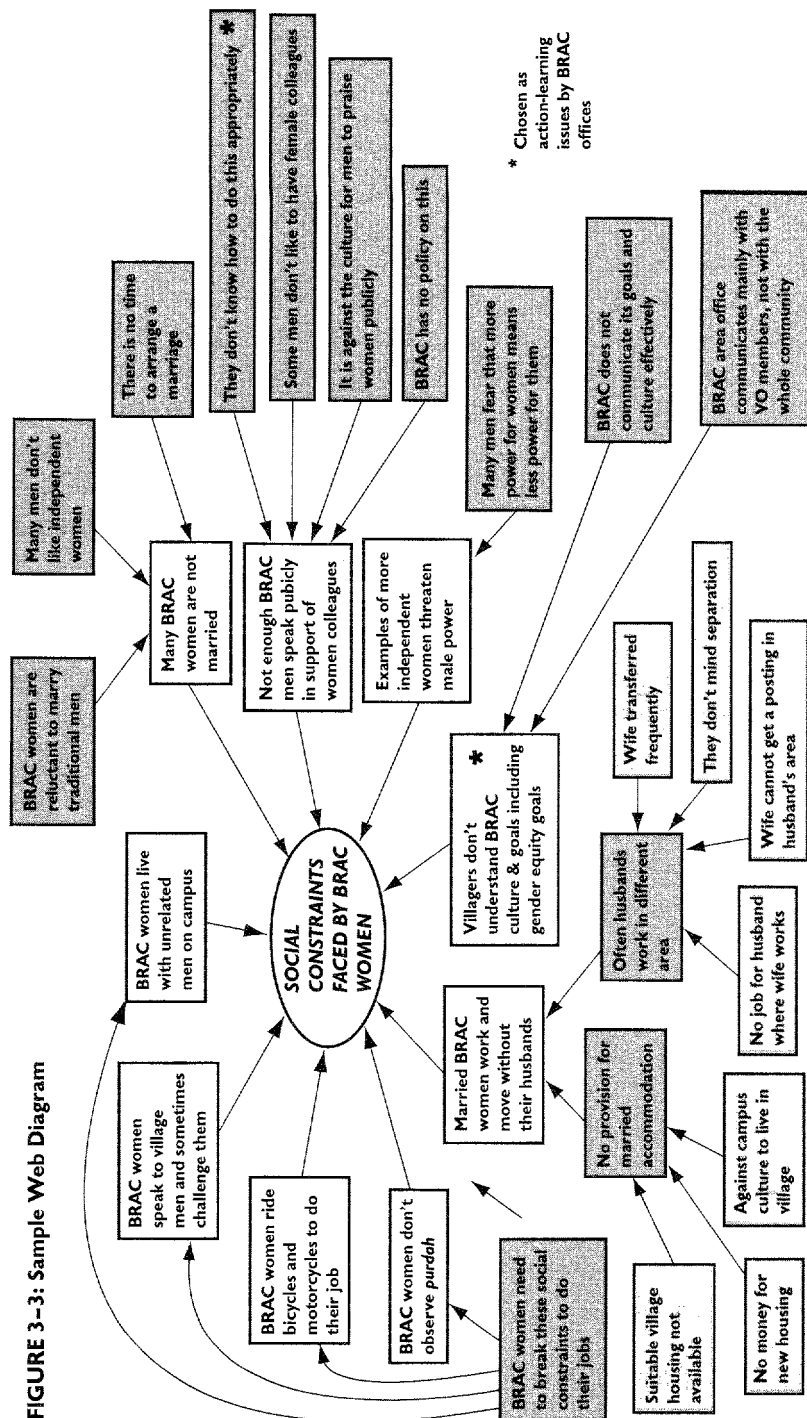 FIGURE 3–3: Sample Web Diagram
BRAC women are
reluctant to marry
traditional men
Many men don't
like independent
women
There is no time
to arrange a
marriage
They don't know how to do this appropriately *
Some men don't like to have female colleagues
It is against the culture for men to praise
women publicly
BRAC has no policy on this
* Chosen as
action-learning
issues by BRAC
offices
BRAC women live
with unrelated
men on campus
Many BRAC
women are not
married
Not enough BRAC
men speak pubicly
in support of
women colleagues
Examples of more
independent
women threaten
male power
Many men fear that more
power for women means
less power for them
BRAC women
speak to village
men and sometimes
challenge them
SOCIAL
CONSTRAINTS
FACED BY BRAC
WOMEN
Villagers don't *
understand BRAC
culture & goals including
gender equity goals
BRAC does not
communicate its goals and
culture effectively
BRAC area office
communicates mainly with
VO members, not with the
whole community
BRAC women ride
bicycles and
motorcycles to do
their job
BRAC women don't
observe purdah
Married BRAC
women work and
move without
their husbands
Often husbands
work in different
area
Wife transferred
frequently
They don't mind separation
Wife cannot get a posting in
husband's area
No job for husband
where wife works
BRAC women need
to break these social
constraints to do
their jobs
No provision for
married
accommodation
Suitable village
housing not
available
No money for
new housing
Against campus
culture to live in
village